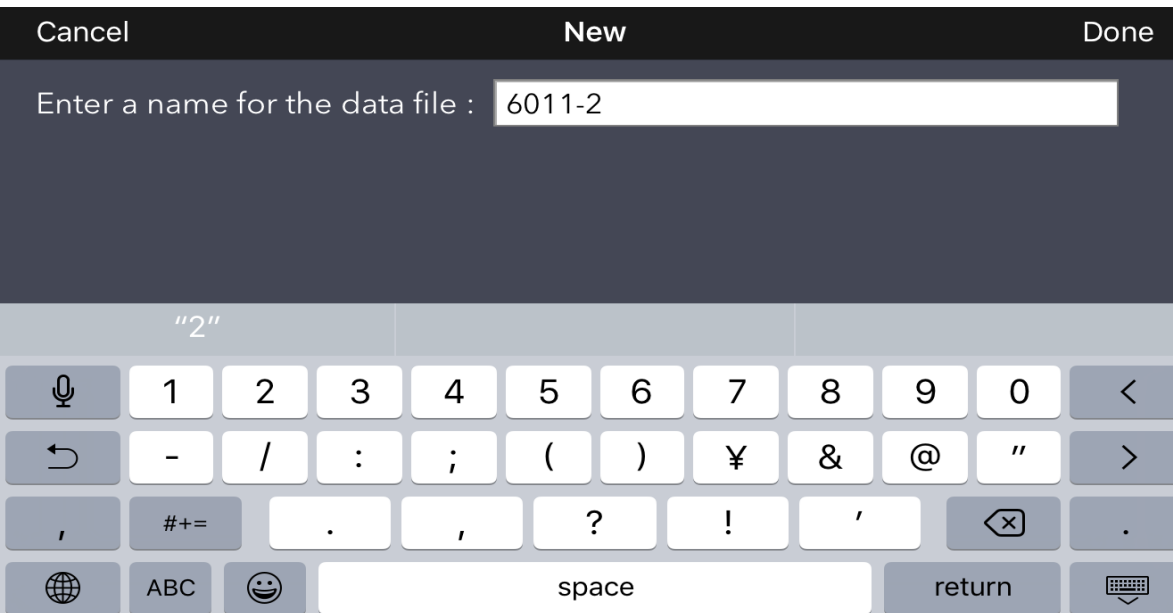 Cancel New Done
Enter a name for the data file : 6011-2
"2"
1 2 3 4 5 6 7 8 9 0 <
- / : ; ( ) ¥ & @ " >
, #+= . , ? ! ' .
ABC space return